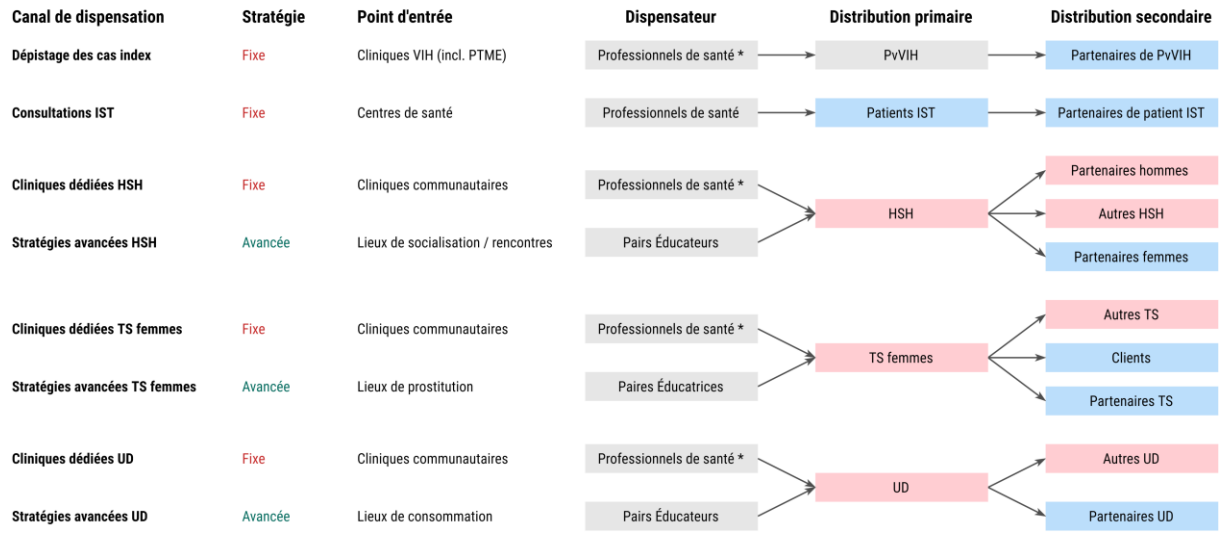 Canal de dispensation Stratégie Point d'entrée Dispensateur Distribution primaire Distribution secondaire
Dépistage des cas index Fixe Cliniques VIH (incl. PTME) Professionnels de santé * PvVIH Partenaires de PvVIH
Consultations IST Fixe Centres de santé Professionnels de santé Patients IST Partenaires de patient IST
Partenaires hommes
Cliniques dédiées HSH Fixe Cliniques communautaires Professionnels de santé *
HSH Autres HSH
Stratégies avancées HSH Avancée Lieux de socialisation / rencontres Pairs Éducateurs
Partenaires femmes
Autres TS
Cliniques dédiées TS femmes Fixe Cliniques communautaires Professionnels de santé *
TS femmes Clients
Stratégies avancées TS femmes Avancée Lieux de prostitution Paires Éducatrices
Partenaires TS
Cliniques dédiées UD Fixe Cliniques communautaires Professionnels de santé * Autres UD
UD
Stratégies avancées UD Avancée Lieux de consommation Pairs Éducateurs Partenaires UD